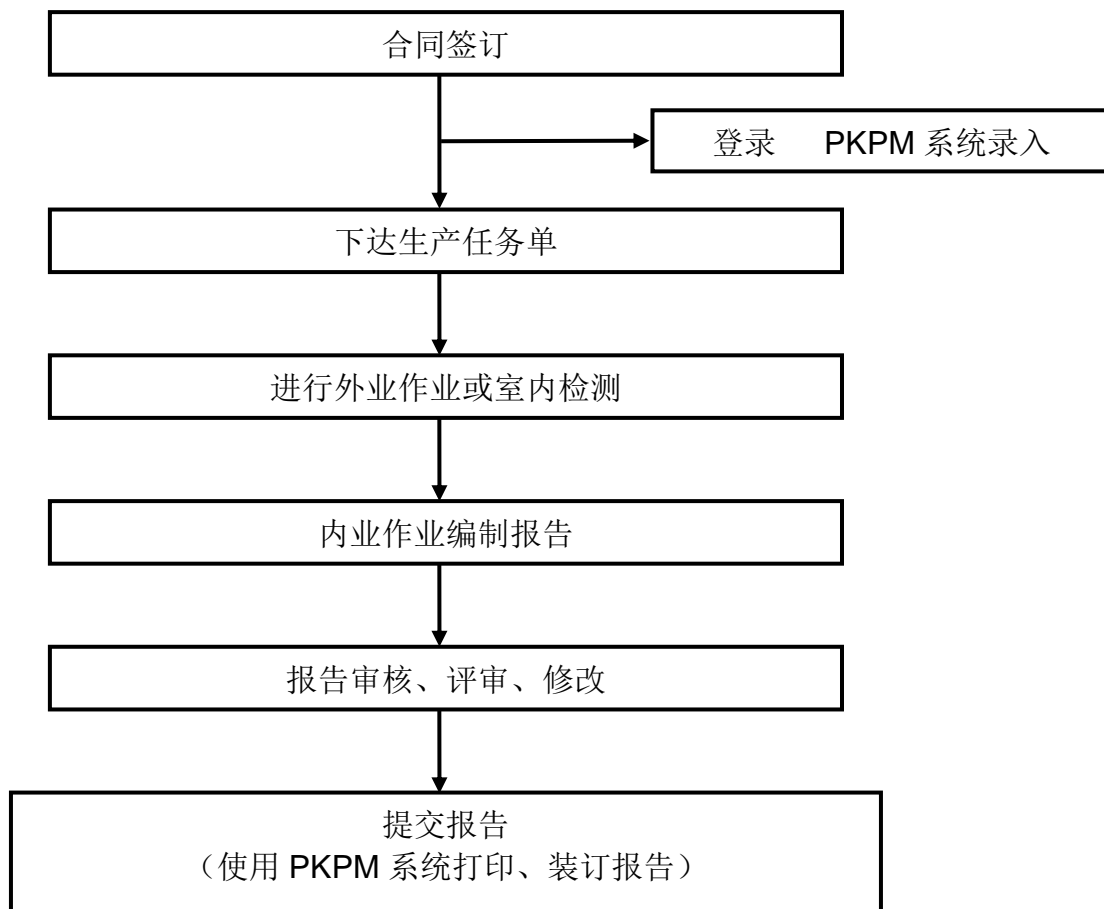 合同签订
登录 PKPM 系统录入
下达生产任务单
进行外业作业或室内检测
内业作业编制报告
报告审核、评审、修改
提交报告
（使用 PKPM 系统打印、装订报告）